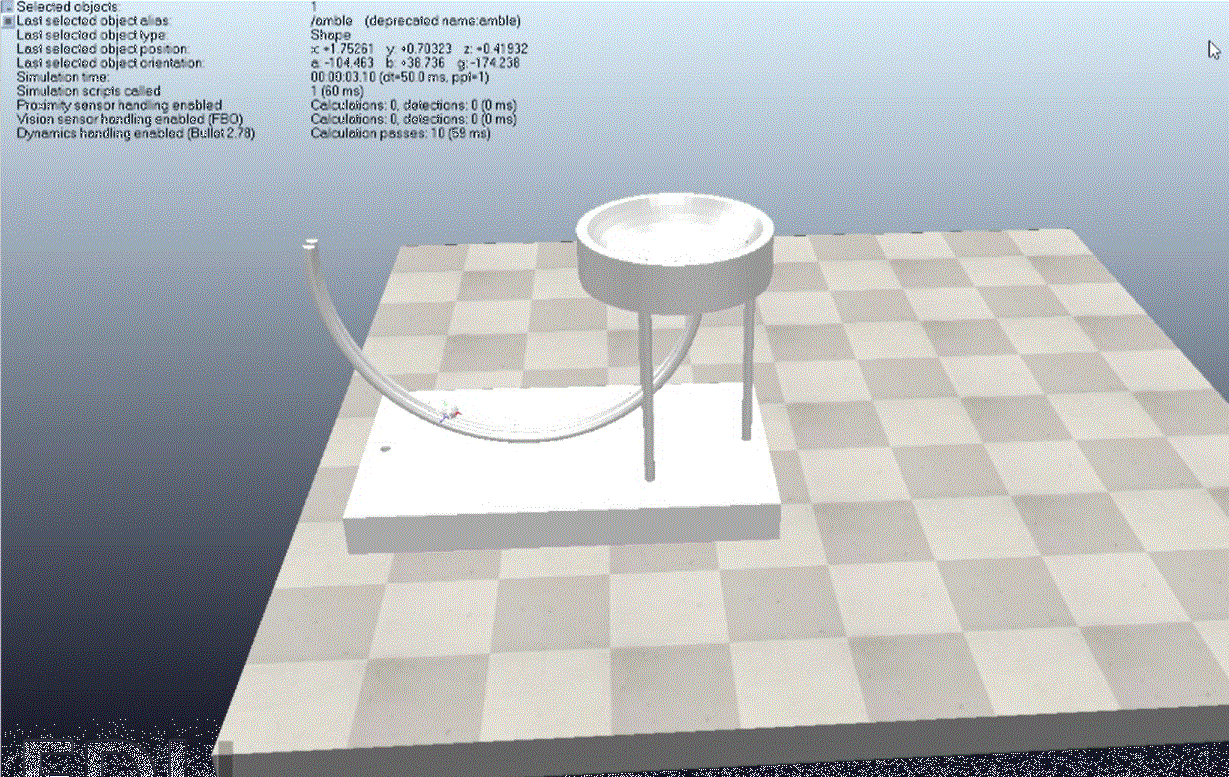 Selected objects: 1
Last selected object alias: /amble (deprecated name:amble)
Last selected object type: Shape
Last selected object position: x: +1.75261 y: +0.70323 z: +0.41932
Last selected object orientation: a: -104.463 b: +38.736 g:-174.238
Simulation time: 00:00:03.10 (dt=50.0 ms, ppf=1)
Simulation scripts called 1 (60 ms)
Proximity sensor handling enabled Calculations: 0, detections: 0 (0 ms)
Vision sensor handling enabled (FBO) Calculations: 0, detections: 0 (0 ms)
Dynamics handling enabled (Bullet 2.78) Calculation passes: 10 (59 ms)